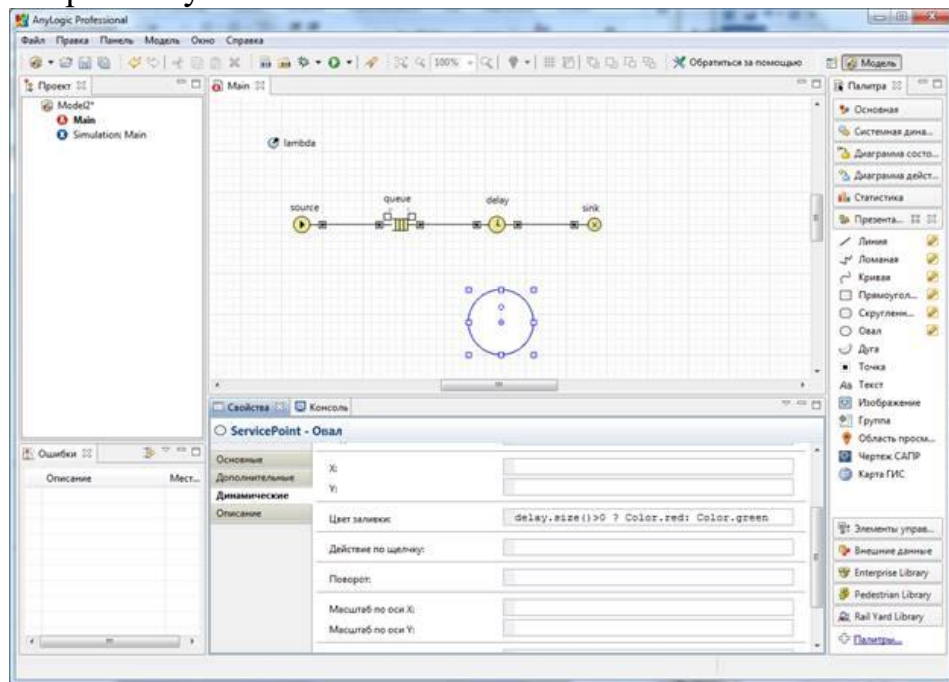 AnyLogic Professional
Файл Правка Панель Модель Окно Справка
100%
Обратиться за помощью
Модель
Проект
Model2*
Main
Simulation: Main
Main
lambda
source
queue
delay
sink
Свойства
Консоль
ServicePoint - Овал
Основные
Дополнительные
Динамические
Описание
X:
Y:
Цвет заливки:
delay.size()>0 ? Color.red: Color.green
Действие по щелчку:
Поворот:
Масштаб по оси X:
Масштаб по оси Y:
Ошибки
Описание Мест...
Палитра
Основная
Системная дина...
Диаграмма состо...
Диаграмма дейст...
Статистика
Презента...
Линия
Ломаная
Кривая
Прямоугол...
Скругленн...
Овал
Дуга
Точка
Aa Текст
Изображение
Группа
Область просм...
Чертеж САПР
Карта ГИС
Элементы управ...
Внешние данные
Enterprise Library
Pedestrian Library
Rail Yard Library
Палитры...